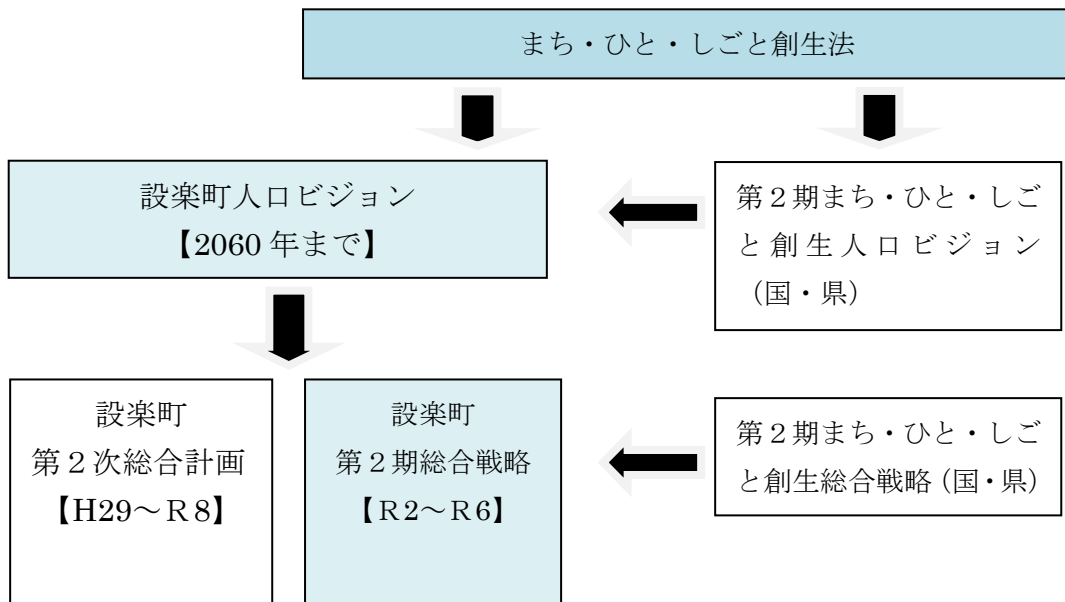 まち・ひと・しごと創生法
設楽町人口ビジョン
【2060年まで】
第２期まち・ひと・しご
と創生人口ビジョン
（国・県）
設楽町
第２次総合計画
【H29～Ｒ8】
設楽町
第２期総合戦略
【Ｒ2～Ｒ6】
第２期まち・ひと・しご
と創生総合戦略（国・県）